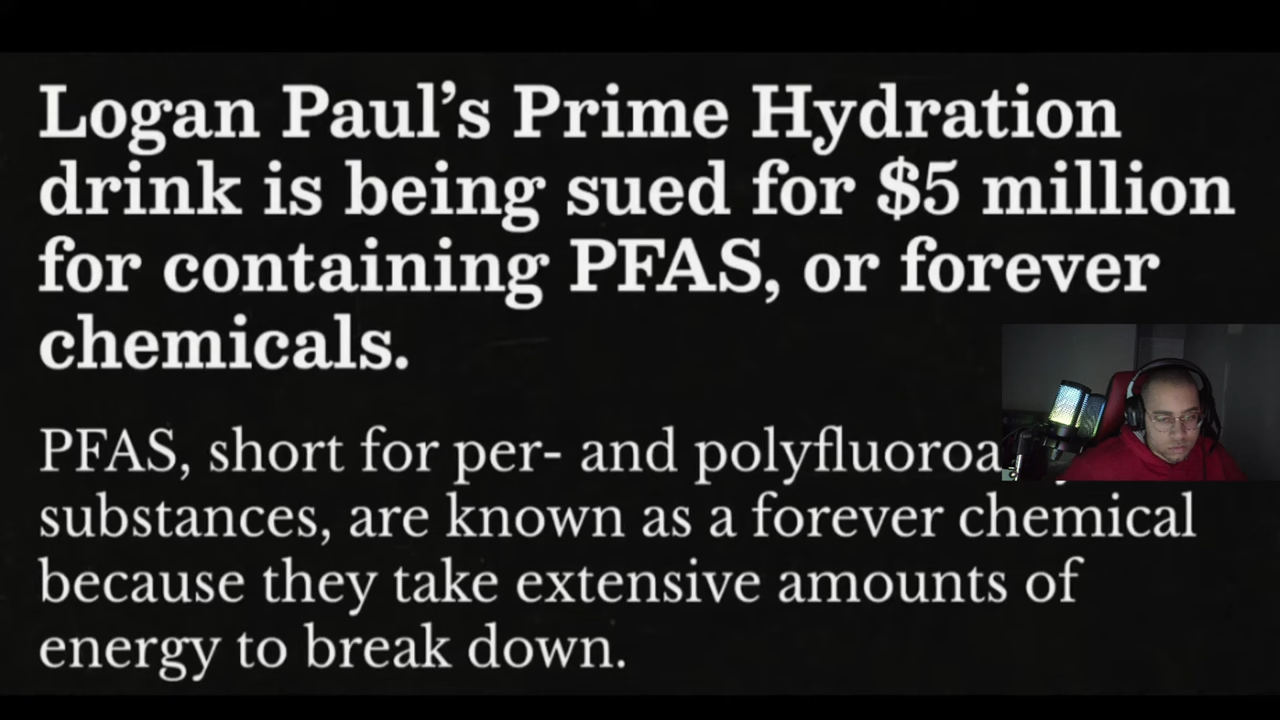 Logan Paul's Prime Hydration
drink is being sued for $5 million
for containing PFAS, or forever
chemicals.
PFAS, short for per- and
substances, are known as a forever chemical
because they take extensive amounts of
energy to break down.